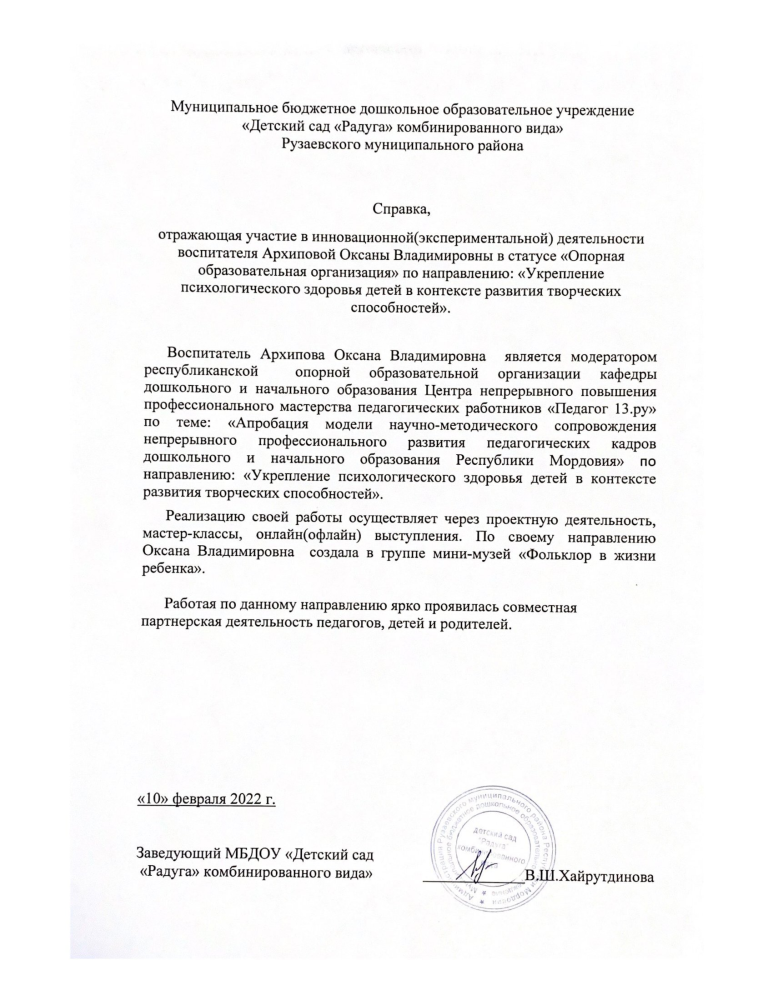 Муниципальное бюджетное дошкольное образовательное учреждение
«Детский сад «Радуга» комбинированного вида»
Рузаевского муниципального района
Справка,
отражающая участие в инновационной(экспериментальной) деятельности
воспитателя Архиповой Оксаны Владимировны в статусе «Опорная
образовательная организация» по направлению: «Укрепление
психологического здоровья детей в контексте развития творческих
способностей».
Воспитатель Архипова Оксана Владимировна является модератором
республиканской опорной образовательной организации кафедры
дошкольного и начального образования Центра непрерывного повышения
профессионального мастерства педагогических работников «Педагог 13.ру»
по теме: «Апробация модели научно-методического сопровождения
непрерывного профессионального развития педагогических кадров
дошкольного и начального образования Республики Мордовия» по
направлению: «Укрепление психологического здоровья детей в контексте
развития творческих способностей».
Реализацию своей работы осуществляет через проектную деятельность,
мастер-классы, онлайн(офлайн) выступления. По своему направлению
Оксана Владимировна создала в группе мини-музей «Фольклор в жизни
ребенка».
Работая по данному направлению ярко проявилась совместная
партнерская деятельность педагогов, детей и родителей.
«10» февраля 2022 г.
Заведующий МБДОУ «Детский сад
«Радуга» комбинированного вида»
В.Ш.Хайрутдинова
детский сад
"Радуга"
комбинированного